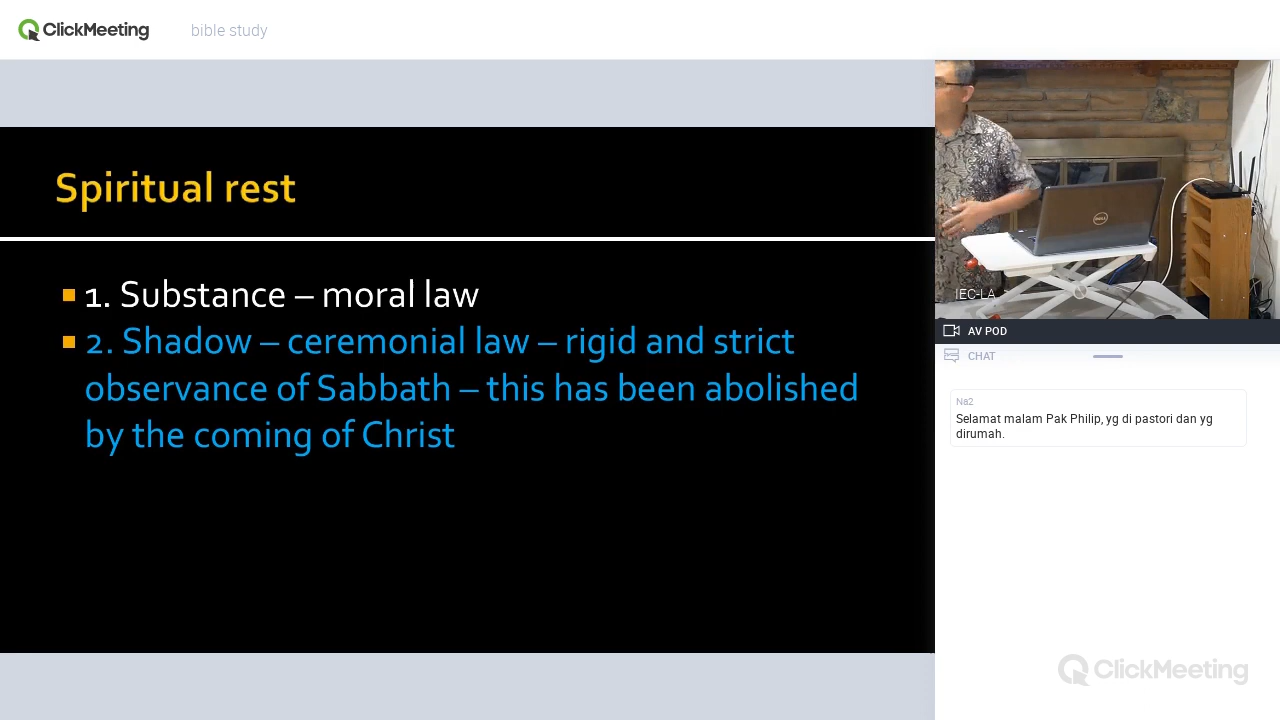 ClickMeeting
bible study
Spiritual rest
1. Substance – moral law
2. Shadow – ceremonial law – rigid and strict
observance of Sabbath – this has been abolished
by the coming of Christ
DELL
IEC-LA
AV POD
CHAT
Na2
Selamat malam Pak Philip, yg di pastori dan yg
dirumah.
ClickMeeting